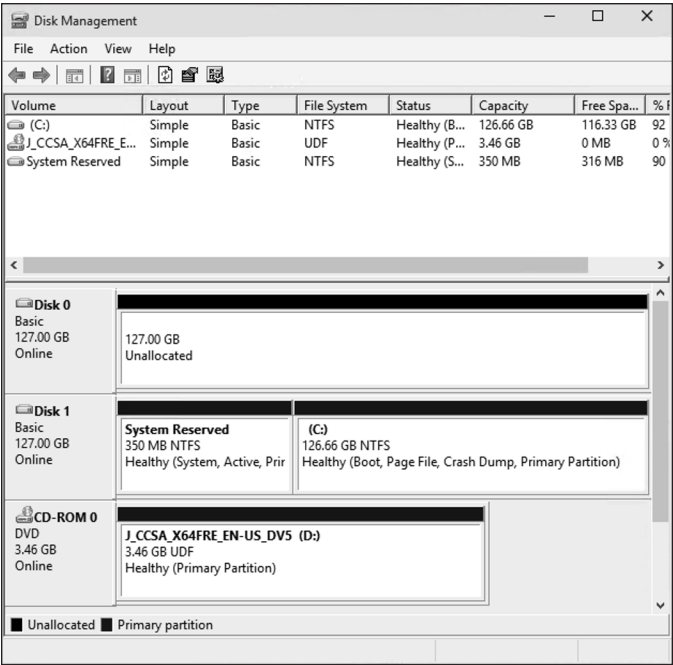 Disk Management
File Action View Help
Volume Layout Type File System Status Capacity Free Spa... % F
(C:) Simple Basic NTFS Healthy (B... 126.66 GB 116.33 GB 92
J_CCSA_X64FRE_E... Simple Basic UDF Healthy (P... 3.46 GB 0 MB 0 %
System Reserved Simple Basic NTFS Healthy (S... 350 MB 316 MB 90
Disk 0
Basic
127.00 GB
Online
127.00 GB
Unallocated
Disk 1
Basic
127.00 GB
Online
System Reserved
350 MB NTFS
Healthy (System, Active, Prir
(C:)
126.66 GB NTFS
Healthy (Boot, Page File, Crash Dump, Primary Partition)
CD-ROM 0
DVD
3.46 GB
Online
J_CCSA_X64FRE_EN-US_DV5 (D:)
3.46 GB UDF
Healthy (Primary Partition)
Unallocated Primary partition